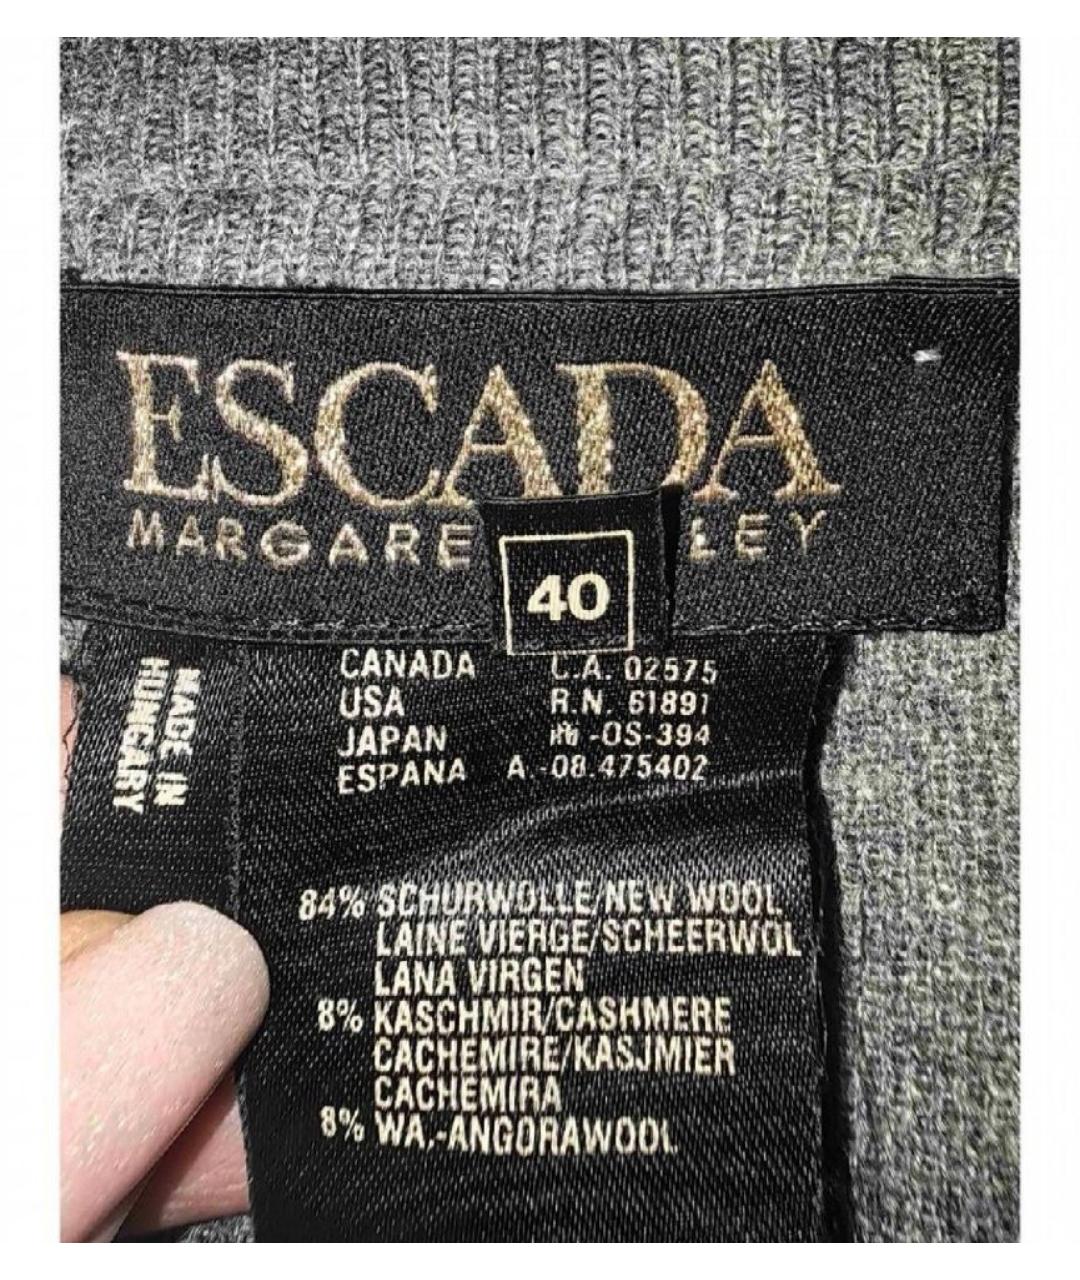 ESCADA
MARGARE LEY
40
MADE IN
HUNGARY
CANADA C.A. 02575
USA R.N. 61891
JAPAN -OS-394
ESPANA A.-08.475402
84% SCHURWOLLE/NEW WOOL
LAINE VIERGE/SCHEERWOL
LANA VIRGEN
8% KASCHMIR/CASHMERE
CACHEMIRE/KASJMIER
CACHEMIRA
8% WA.-ANGORAWOOL